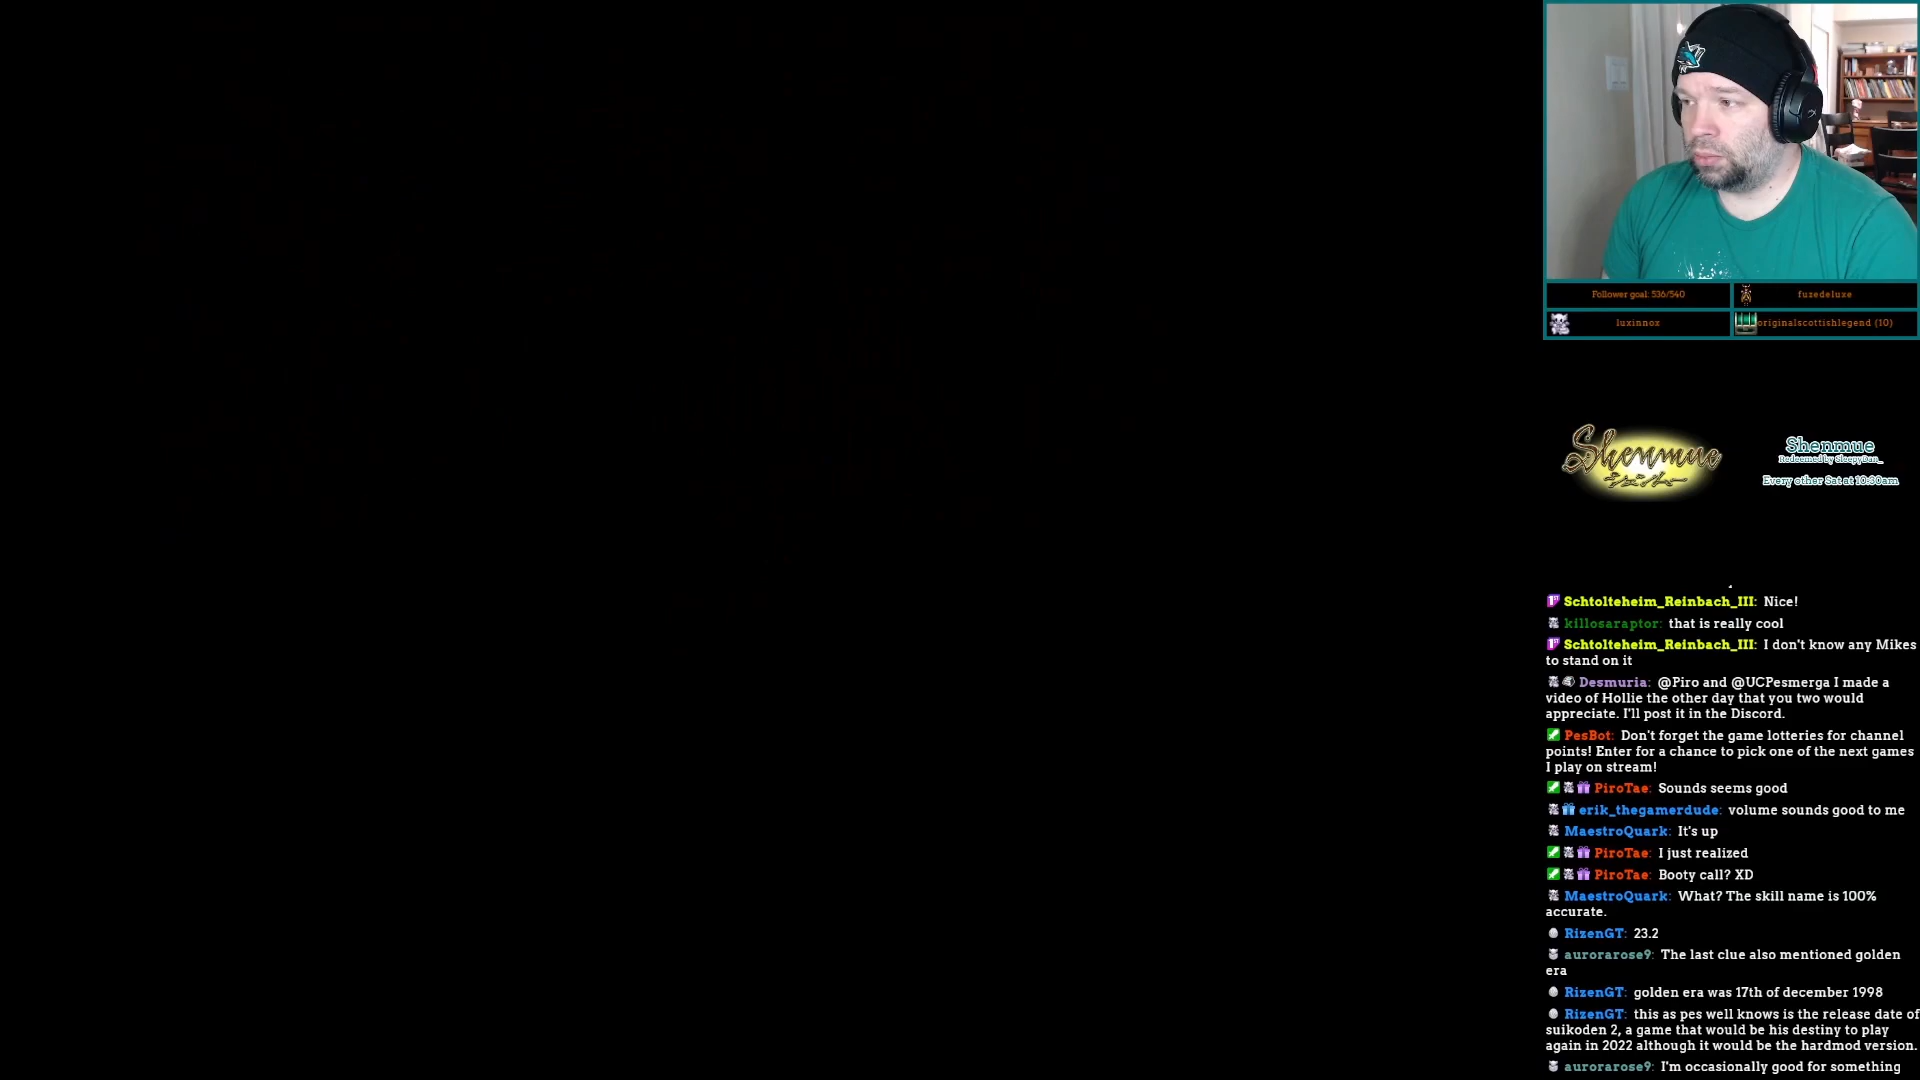 Follower goal: 536/540
fuzedeluxe
luxinnox
originalscottishlegend (10)
Shenmue
Shenmue
Redeemed by SleepyDan_
Every other Sat at 10:30am
Schtolteheim_Reinbach_III: Nice!
killosaraptor: that is really cool
Schtolteheim_Reinbach_III: I don't know any Mikes
to stand on it
Desmuria: @Piro and @UCPesmerga I made a
video of Hollie the other day that you two would
appreciate. I'll post it in the Discord.
PesBot: Don't forget the game lotteries for channel
points! Enter for a chance to pick one of the next games
I play on stream!
PiroTae: Sounds seems good
erik_thegamerdude: volume sounds good to me
MaestroQuark: It's up
PiroTae: I just realized
PiroTae: Booty call? XD
MaestroQuark: What? The skill name is 100%
accurate.
RizenGT: 23.2
aurorarose9: The last clue also mentioned golden
era
RizenGT: golden era was 17th of december 1998
RizenGT: this as pes well knows is the release date of
suikoden 2, a game that would be his destiny to play
again in 2022 although it would be the hardmod version.
aurorarose9: I'm occasionally good for something